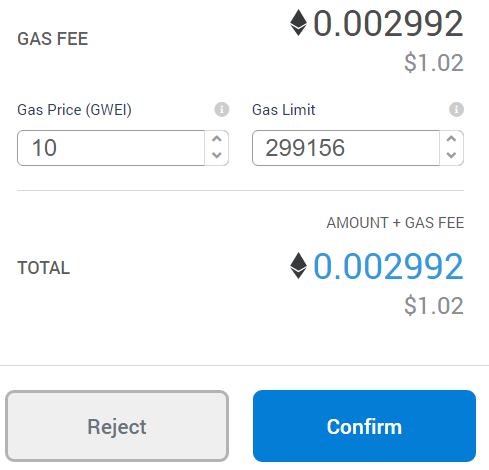 GAS FEE
0.002992
$1.02
Gas Price (GWEI)
Gas Limit
10
299156
AMOUNT + GAS FEE
TOTAL
0.002992
$1.02
Reject
Confirm